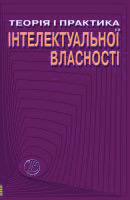 ТЕОРІЯ І ПРАКТИКА
ІНТЕЛЕКТУАЛЬНОЇ
ВЛАСНОСТІ